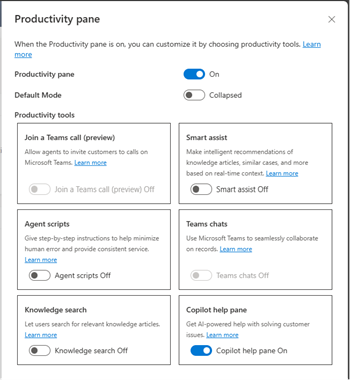 Productivity pane
When the Productivity pane is on, you can customize it by choosing productivity tools. Learn
more
Productivity pane
On
Default Mode
Collapsed
Productivity tools
Join a Teams call (preview)
Allow agents to invite customers to calls on
Microsoft Teams. Learn more
Join a Teams call (preview) Off
Smart assist
Make intelligent recommendations of
knowledge articles, similar cases, and more
based on real-time context. Learn more
Smart assist Off
Agent scripts
Give step-by-step instructions to help minimize
human error and provide consistent service.
Learn more
Agent scripts Off
Teams chats
Use Microsoft Teams to seamlessly collaborate
on records. Learn more
Teams chats Off
Knowledge search
Let users search for relevant knowledge articles.
Learn more
Knowledge search Off
Copilot help pane
Get AI-powered help with solving customer
issues. Learn more
Copilot help pane On